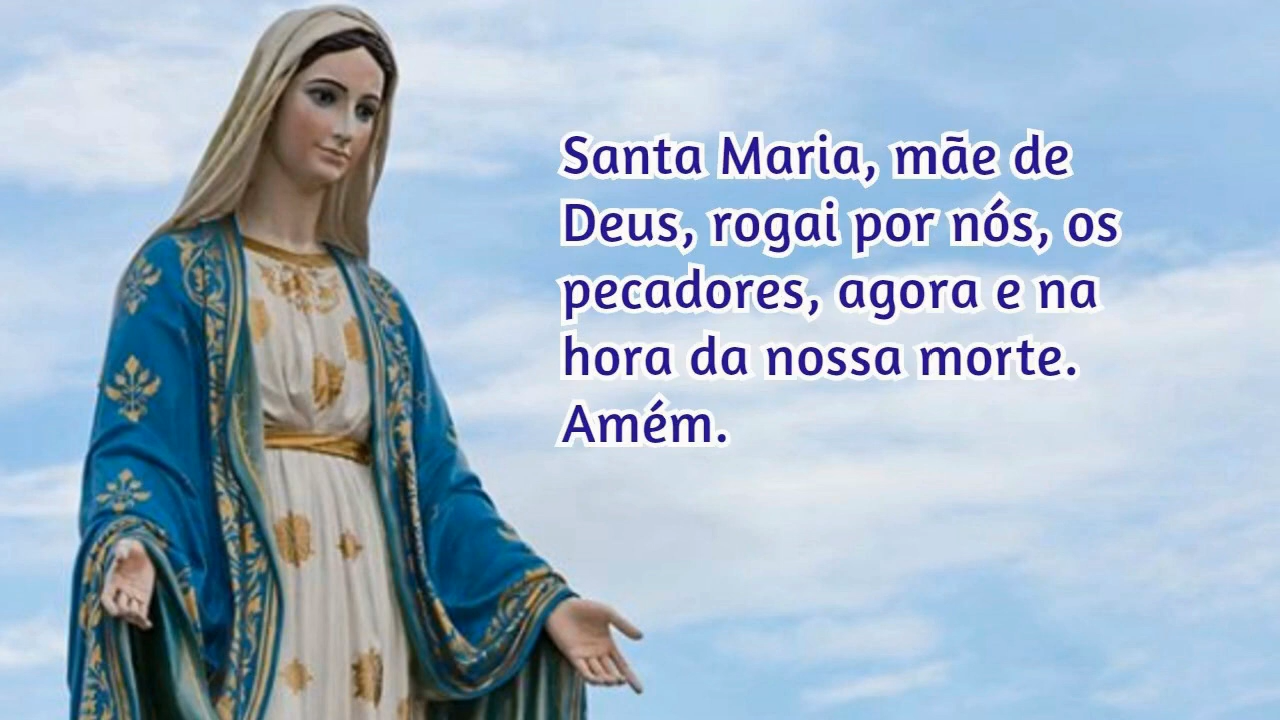 Santa Maria, mãe de
Deus, rogai por nós, os
pecadores, agora e na
hora da nossa morte.
Amém.